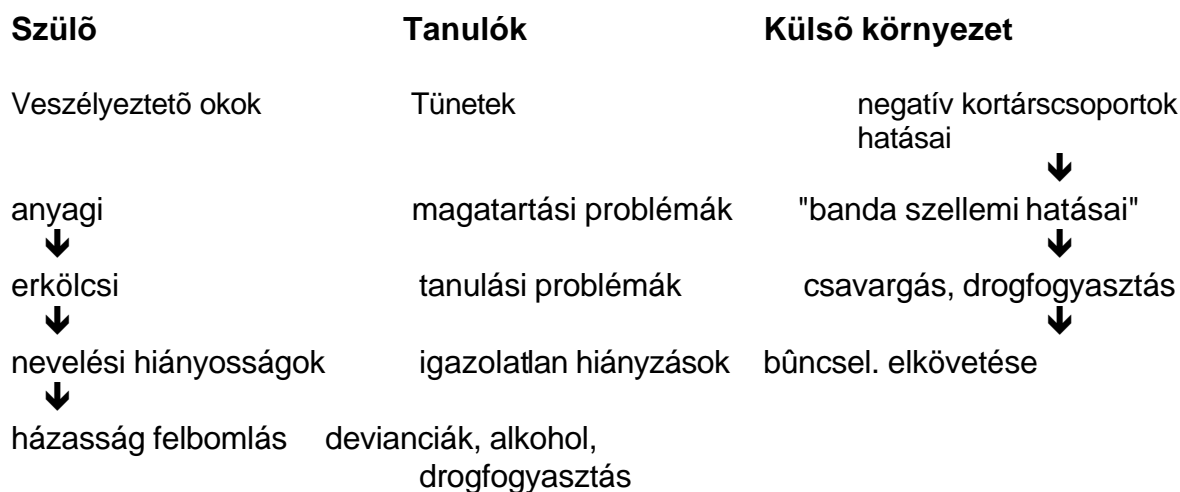 Szülõ Tanulók Külsõ környezet
Veszélyeztetõ okok Tünetek negatív kortárscsoportok
hatásai
anyagi magatartási problémák "banda szellemi hatásai"
erkölcsi tanulási problémák csavargás, drogfogyasztás
nevelési hiányosságok igazolatlan hiányzások bûncsel. elkövetése
házasság felbomlás devianciák, alkohol,
drogfogyasztás